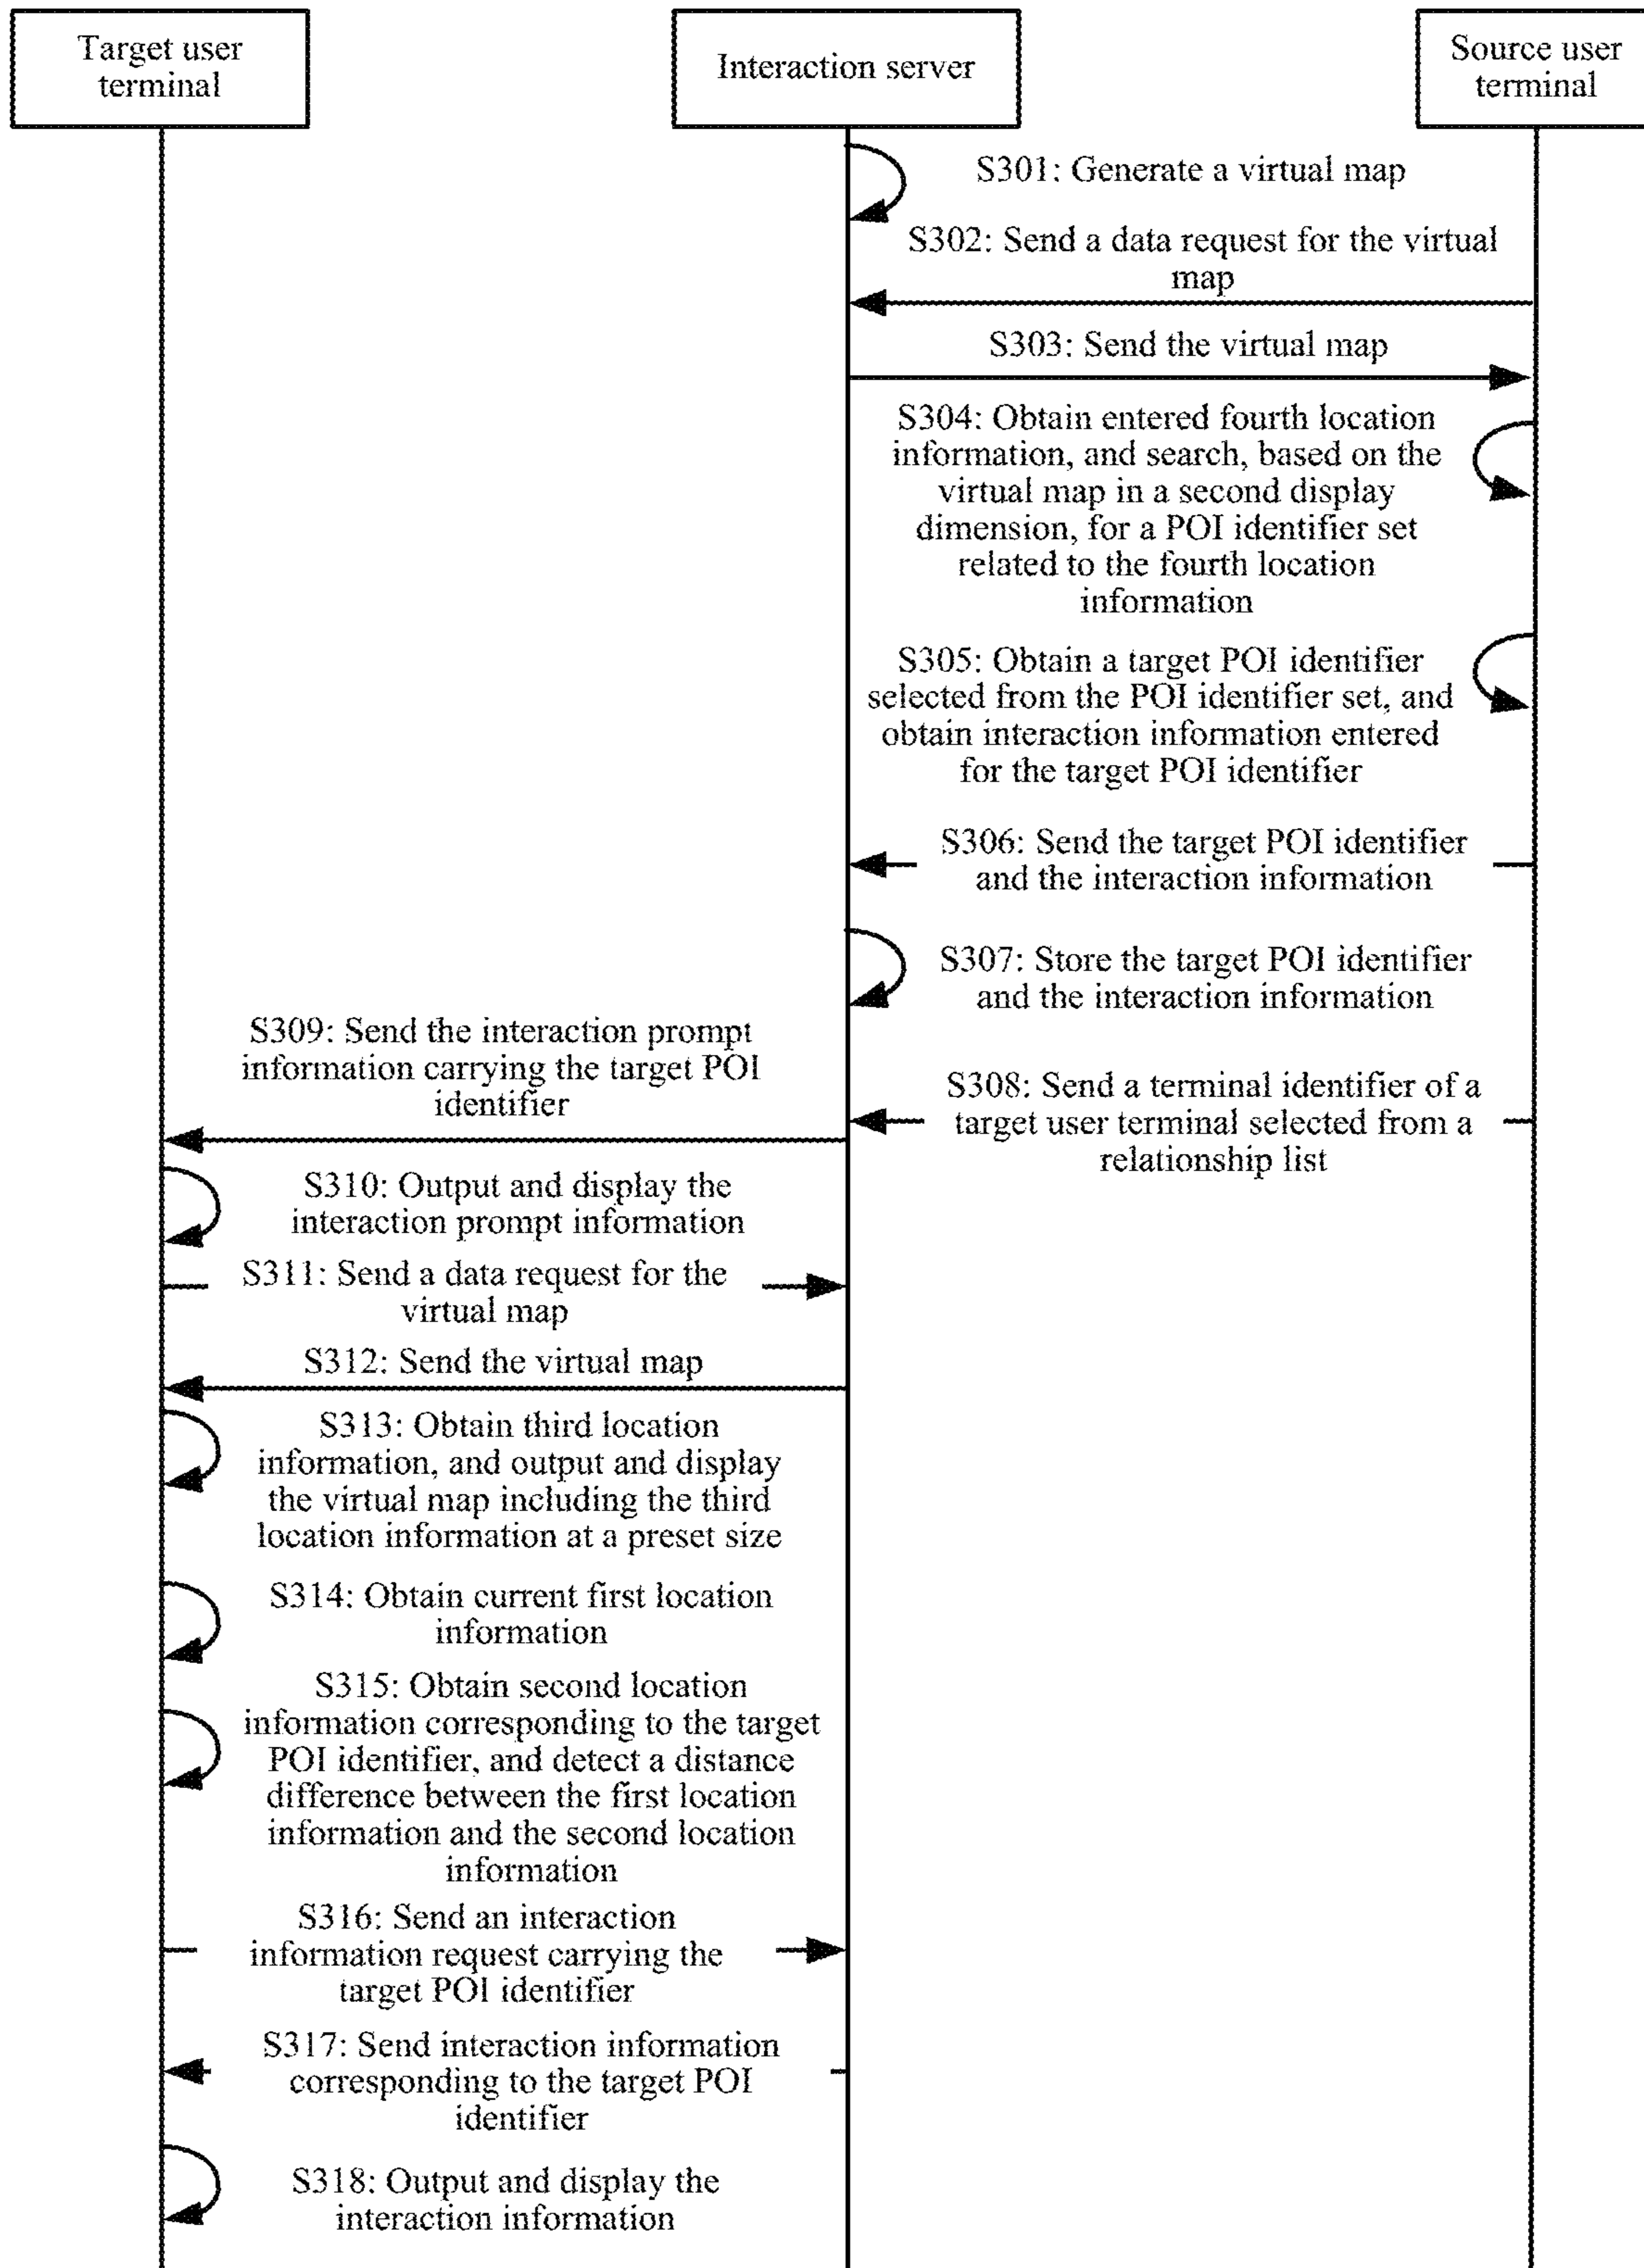 Target user
terminal
Interaction server
Source user
terminal
S301: Generate a virtual map
S302: Send a data request for the virtual
map
S303: Send the virtual map
S304: Obtain entered fourth location
information, and search, based on the
virtual map in a second display
dimension, for a POI identifier set
related to the fourth location
information
S305: Obtain a target POI identifier
selected from the POI identifier set, and
obtain interaction information entered
for the target POI identifier
S306: Send the target POI identifier
and the interaction information
S307: Store the target POI identifier
and the interaction information
S309: Send the interaction prompt
information carrying the target POI
identifier
S308: Send a terminal identifier of a
target user terminal selected from a
relationship list
S310: Output and display the
interaction prompt information
S311: Send a data request for the
virtual map
S312: Send the virtual map
S313: Obtain third location
information, and output and display
the virtual map including the third
location information at a preset size
S314: Obtain current first location
information
S315: Obtain second location
information corresponding to the target
POI identifier, and detect a distance
difference between the first location
information and the second location
information
S316: Send an interaction
information request carrying the
target POI identifier
S317: Send interaction information
corresponding to the target POI
identifier
S318: Output and display the
interaction information